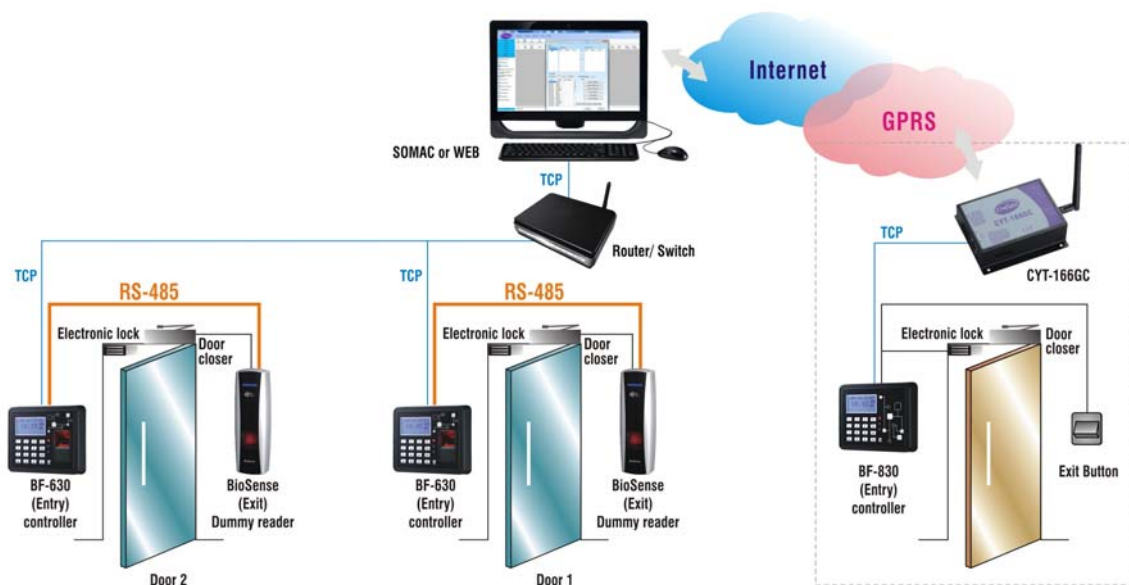 Internet
GPRS
SOMAC or WEB
TCP
Router/ Switch
TCP
RS-485
Electronic lock
Door
closer
BF-630
(Entry)
controller
BioSense
(Exit)
Dummy reader
Door 2
TCP
RS-485
Electronic lock
Door
closer
BF-630
(Entry)
controller
BioSense
(Exit)
Dummy reader
Door 1
CYT-166GC
TCP
CYT-166GC
Electronic lock
Door
closer
BF-830
(Entry)
controller
Exit Button